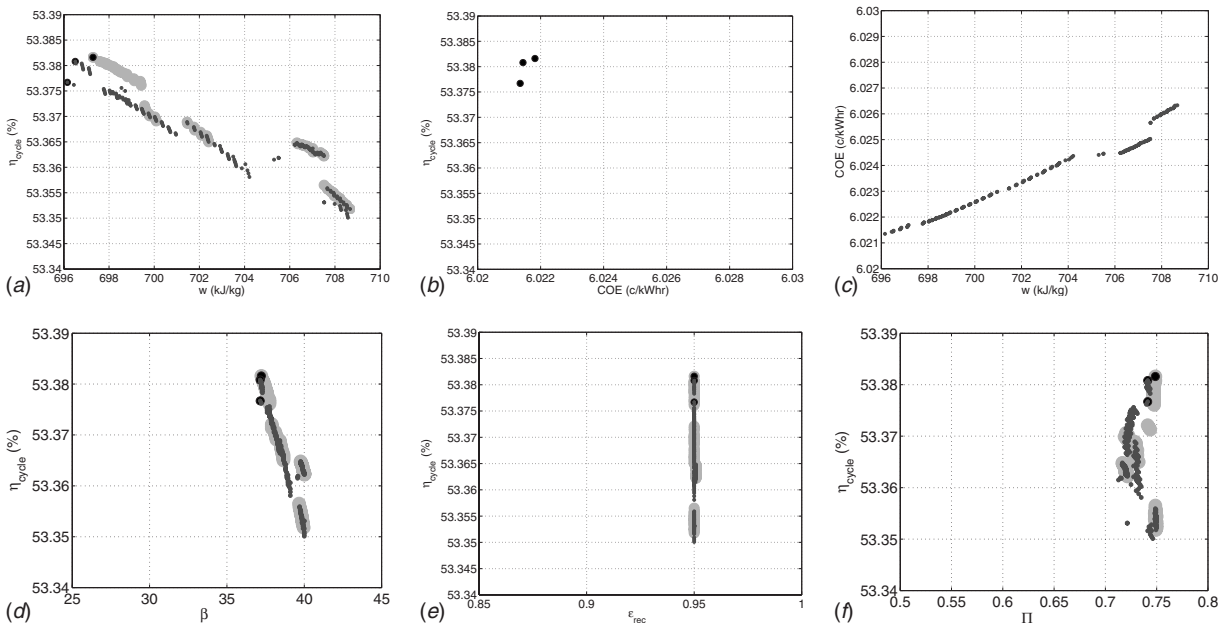 53.39
53.385
53.38
53.375
53.37
53.365
53.36
53.355
53.35
53.345
53.34
η_cycle (%)
696 698 700 702 704 706 708 710
w (kJ/kg)
(a)
53.39
53.385
53.38
53.375
53.37
53.365
53.36
53.355
53.35
53.345
53.34
η_cycle (%)
6.02 6.022 6.024 6.026 6.028 6.03
COE (c/kWhr)
(b)
6.03
6.029
6.028
6.027
6.026
6.025
6.024
6.023
6.022
6.021
6.02
COE (c/kWhr)
696 698 700 702 704 706 708 710
w (kJ/kg)
(c)
53.39
53.38
53.37
53.36
53.35
53.34
η_cycle (%)
25 30 35 40 45
β
(d)
53.39
53.385
53.38
53.375
53.37
53.365
53.36
53.355
53.35
53.345
53.34
η_cycle (%)
0.85 0.9 0.95 1
ε_rec
(e)
53.39
53.38
53.37
53.36
53.35
53.34
η_cycle (%)
0.5 0.55 0.6 0.65 0.7 0.75 0.8
Π
(f)